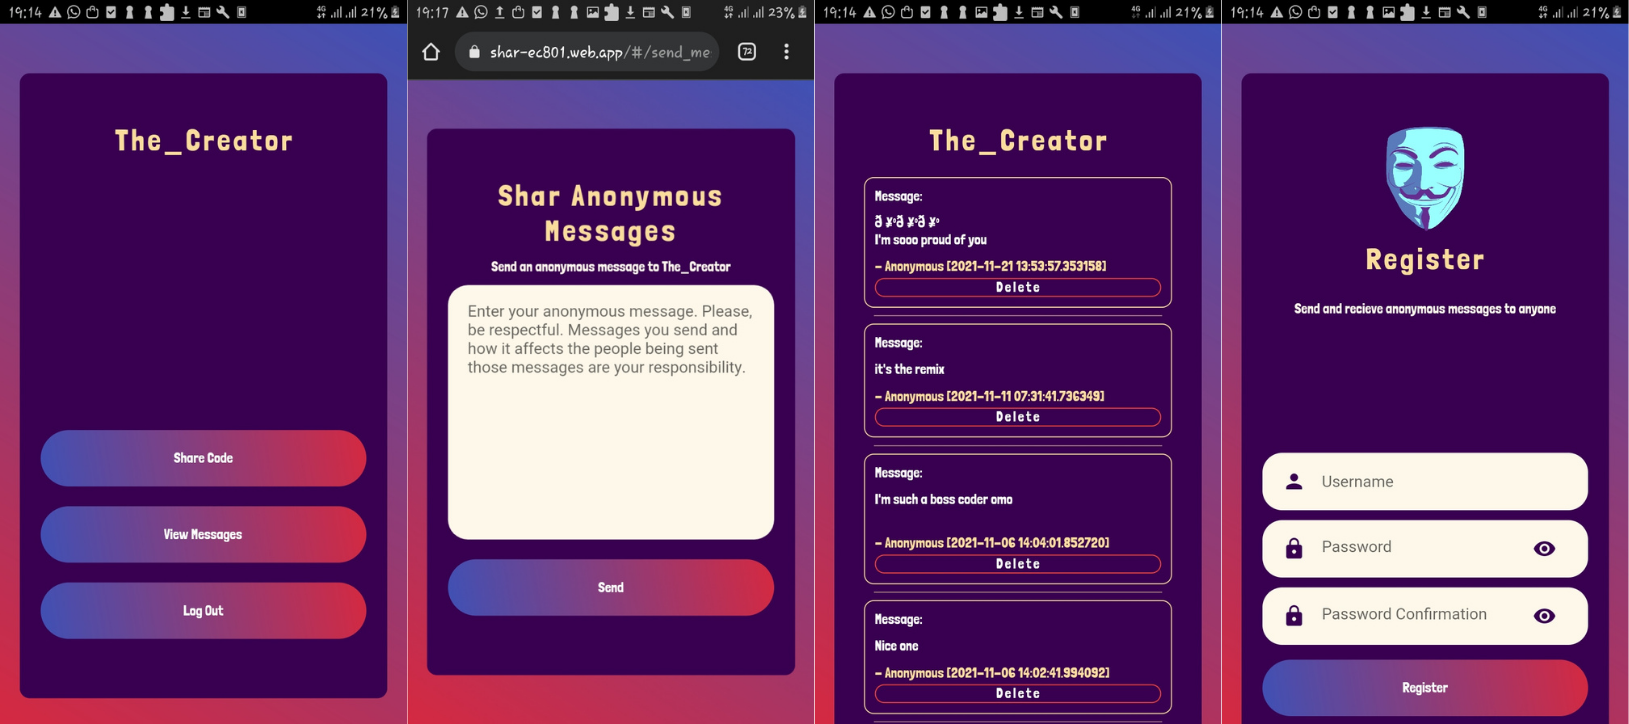 19:14
4G
21%
The_Creator
Share Code
View Messages
Log Out
19:17
4G
23%
shar-ec801.web.app/#/send_me
72
Shar Anonymous
Messages
Send an anonymous message to The_Creator
Enter your anonymous message. Please,
be respectful. Messages you send and
how it affects the people being sent
those messages are your responsibility.
Send
19:14
4G
21%
The_Creator
Message:
ð ¥ºð ¥ºð ¥º
I'm sooo proud of you
- Anonymous [2021-11-21 13:53:57.353158]
Delete
Message:
it's the remix
- Anonymous [2021-11-11 07:31:41.736349]
Delete
Message:
I'm such a boss coder omo
- Anonymous [2021-11-06 14:04:01.852720]
Delete
Message:
Nice one
- Anonymous [2021-11-06 14:02:41.994092]
Delete
19:14
4G
21%
Register
Send and recieve anonymous messages to anyone
Username
Password
Password Confirmation
Register